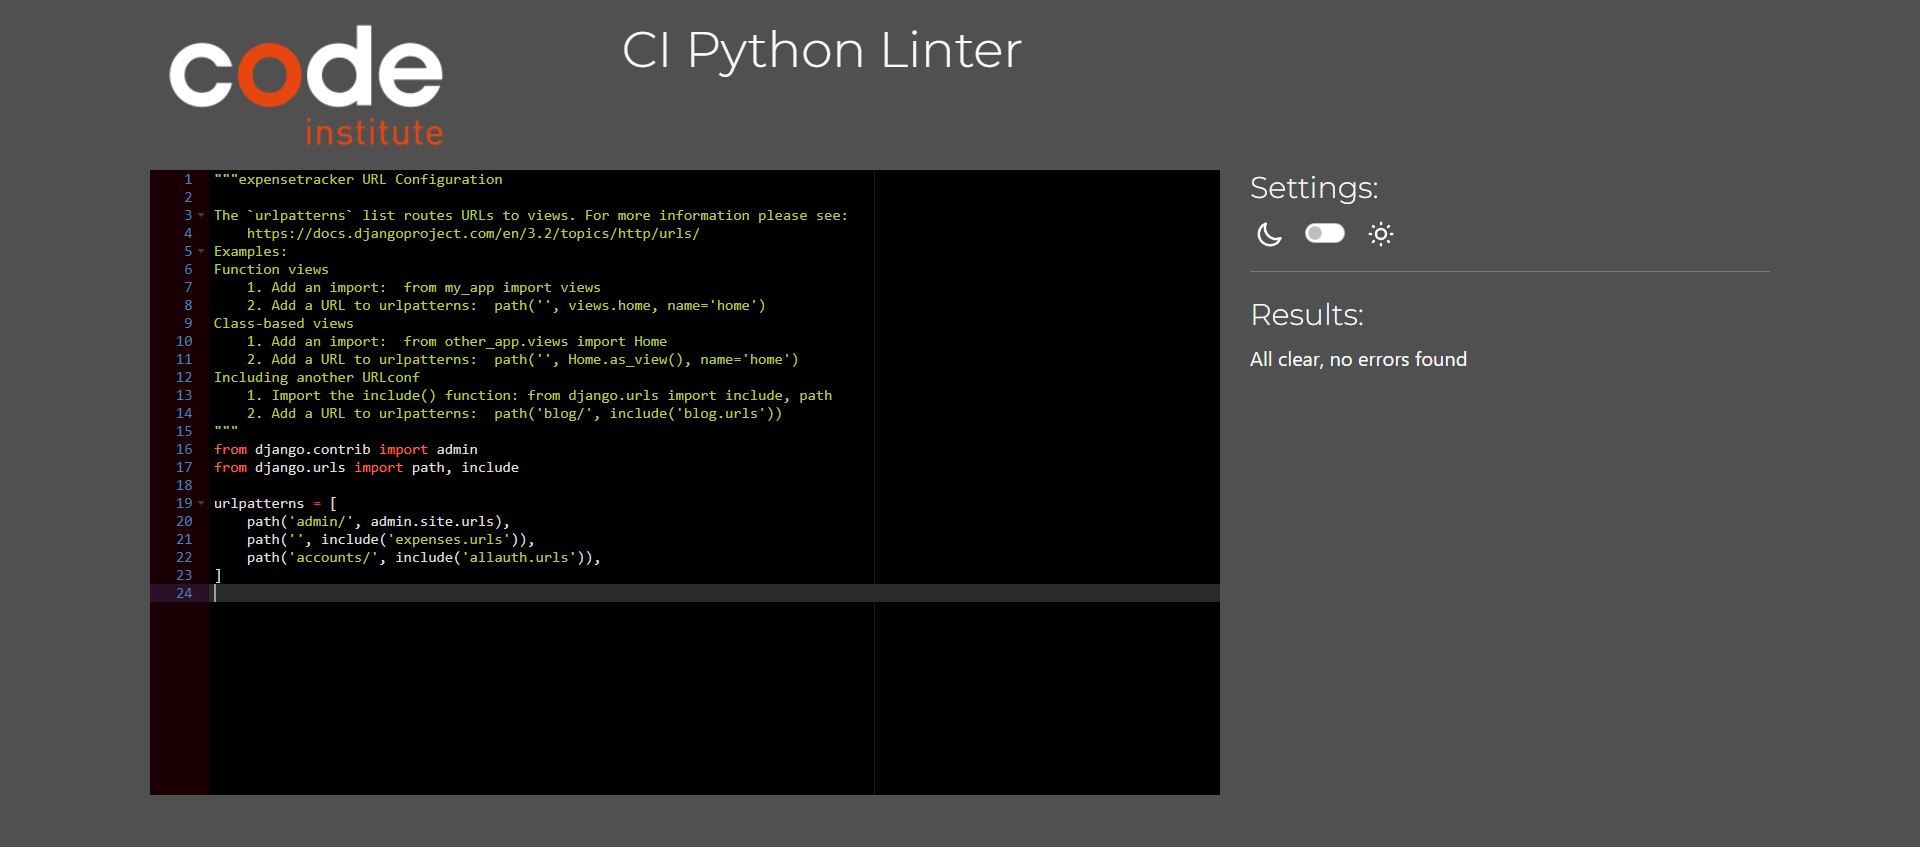 code
institute
CI Python Linter
1 """expensetracker URL Configuration
2
3 The `urlpatterns` list routes URLs to views. For more information please see:
4     https://docs.djangoproject.com/en/3.2/topics/http/urls/
5 Examples:
6 Function views
7     1. Add an import:  from my_app import views
8     2. Add a URL to urlpatterns:  path('', views.home, name='home')
9 Class-based views
10     1. Add an import:  from other_app.views import Home
11     2. Add a URL to urlpatterns:  path('', Home.as_view(), name='home')
12 Including another URLconf
13     1. Import the include() function: from django.urls import include, path
14     2. Add a URL to urlpatterns:  path('blog/', include('blog.urls'))
15 """
16 from django.contrib import admin
17 from django.urls import path, include
18
19 urlpatterns = [
20     path('admin/', admin.site.urls),
21     path('', include('expenses.urls')),
22     path('accounts/', include('allauth.urls')),
23 ]
24
Settings:
Results:
All clear, no errors found